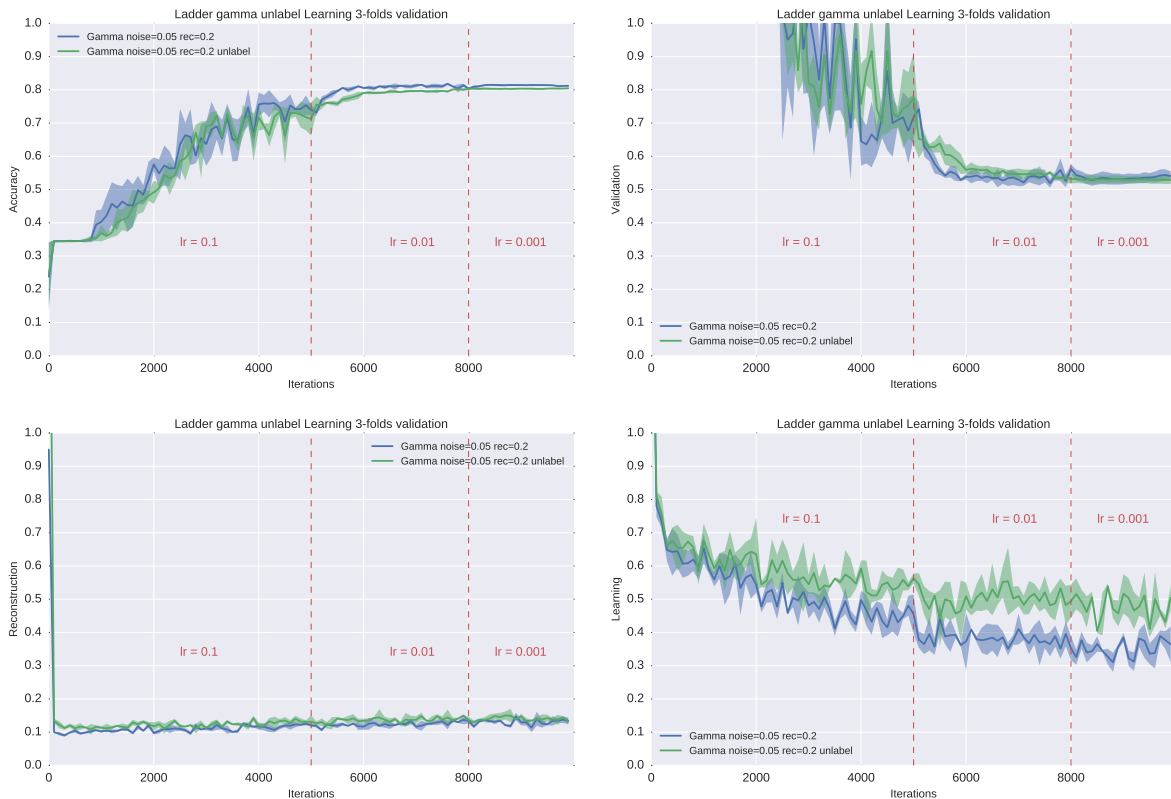 Ladder gamma unlabel Learning 3-folds validation
1.0
0.9
0.8
0.7
0.6
0.5
0.4
0.3
0.2
0.1
0.0
Accuracy
Gamma noise=0.05 rec=0.2
Gamma noise=0.05 rec=0.2 unlabel
lr = 0.1
lr = 0.01
lr = 0.001
0 2000 4000 6000 8000
Iterations
Ladder gamma unlabel Learning 3-folds validation
1.0
0.9
0.8
0.7
0.6
0.5
0.4
0.3
0.2
0.1
0.0
Validation
lr = 0.1
lr = 0.01
lr = 0.001
Gamma noise=0.05 rec=0.2
Gamma noise=0.05 rec=0.2 unlabel
0 2000 4000 6000 8000
Iterations
Ladder gamma unlabel Learning 3-folds validation
1.0
0.9
0.8
0.7
0.6
0.5
0.4
0.3
0.2
0.1
0.0
Reconstruction
Gamma noise=0.05 rec=0.2
Gamma noise=0.05 rec=0.2 unlabel
lr = 0.1
lr = 0.01
lr = 0.001
0 2000 4000 6000 8000
Iterations
Ladder gamma unlabel Learning 3-folds validation
1.0
0.9
0.8
0.7
0.6
0.5
0.4
0.3
0.2
0.1
0.0
Learning
lr = 0.1
lr = 0.01
lr = 0.001
Gamma noise=0.05 rec=0.2
Gamma noise=0.05 rec=0.2 unlabel
0 2000 4000 6000 8000
Iterations